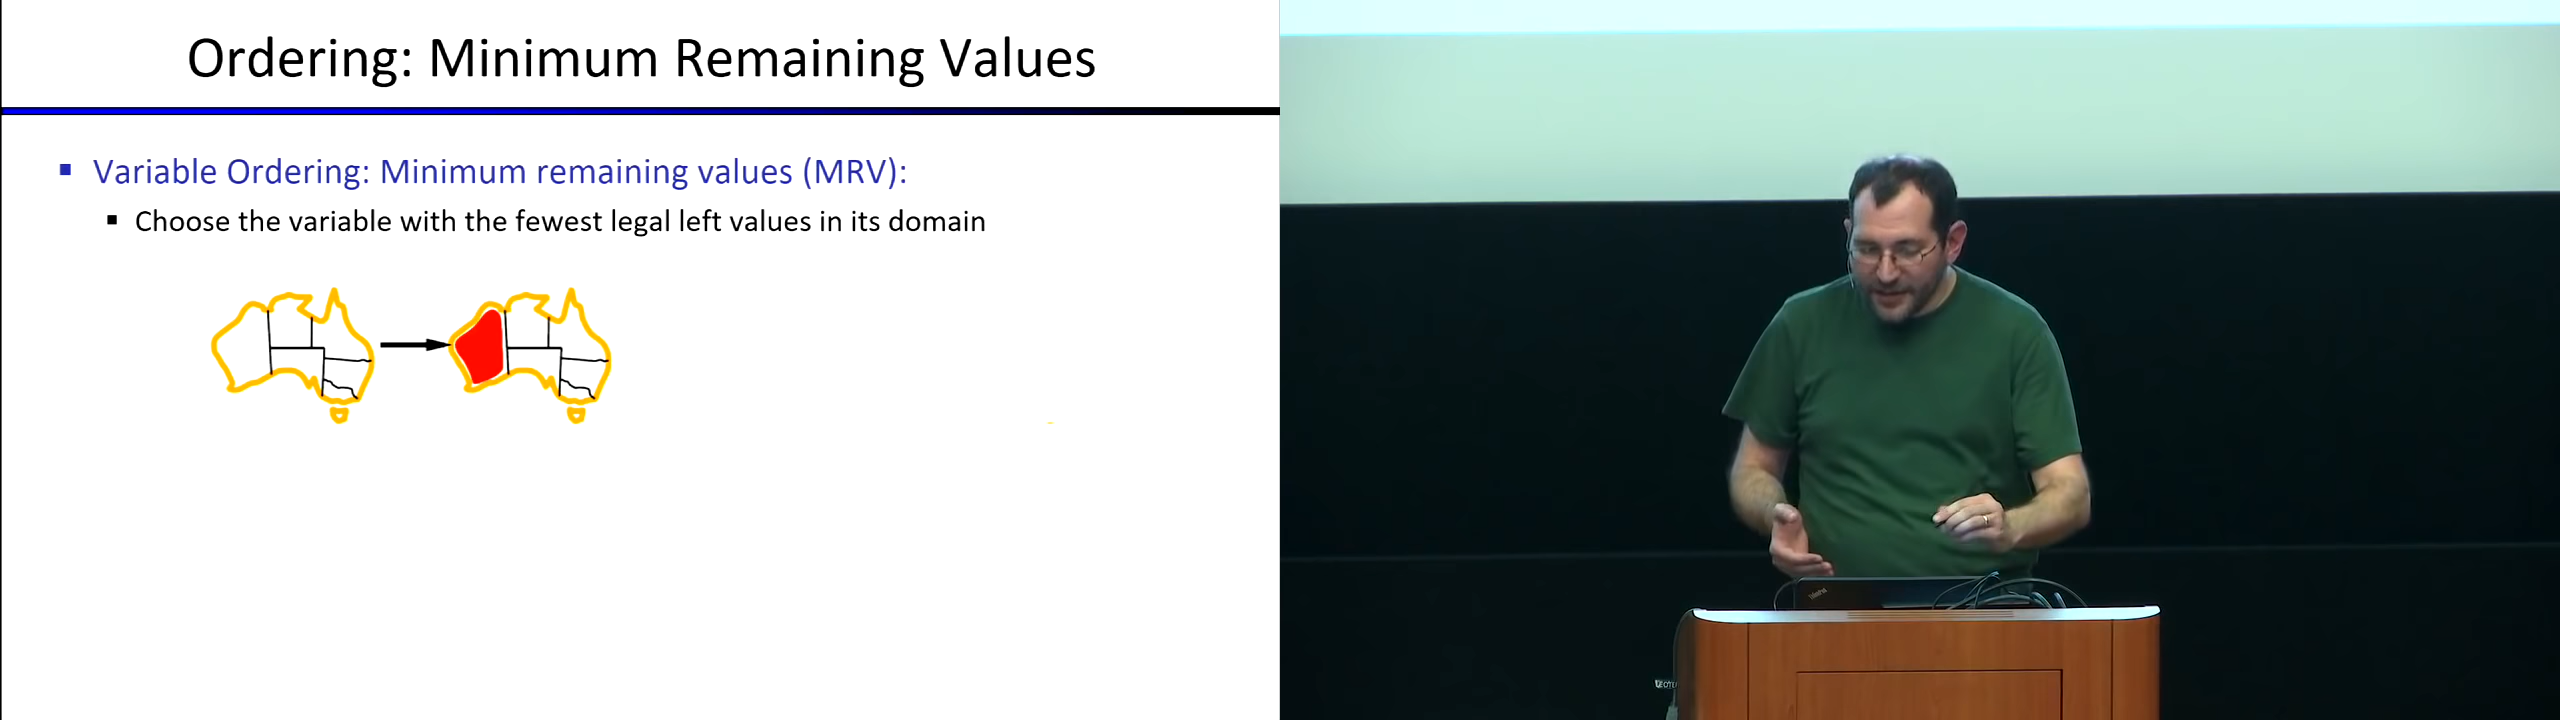 Ordering: Minimum Remaining Values
Variable Ordering: Minimum remaining values (MRV):
Choose the variable with the fewest legal left values in its domain
ThinkPad